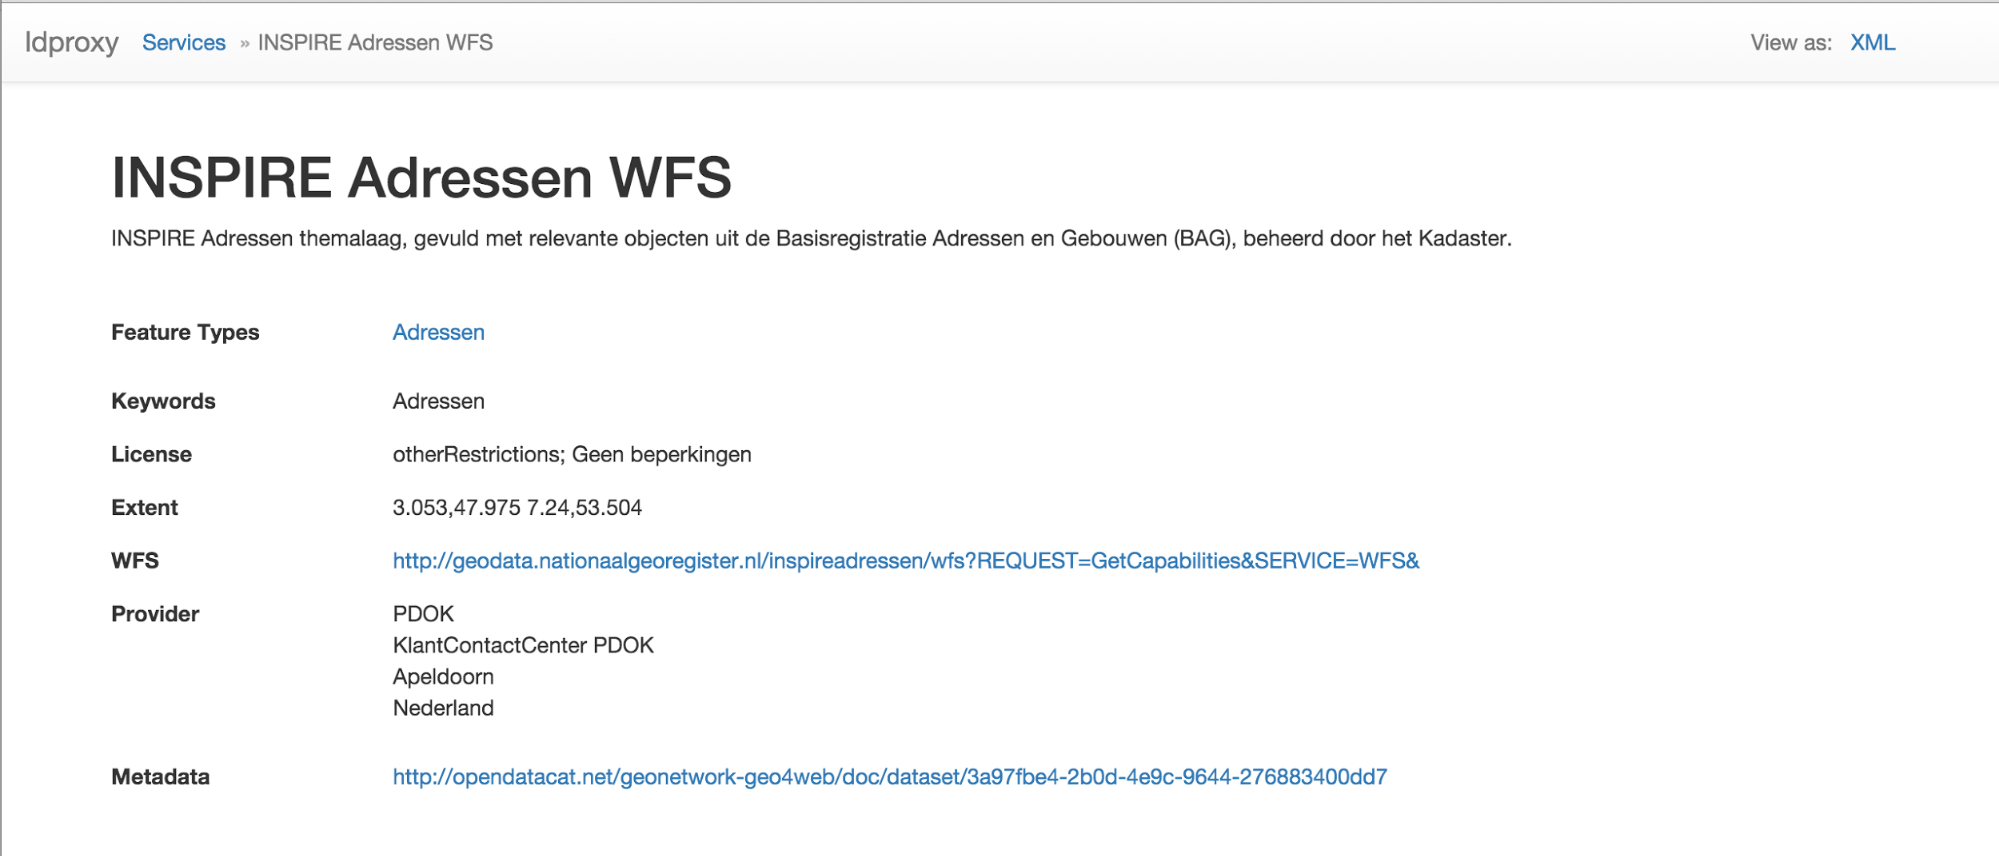 ldproxy Services » INSPIRE Adressen WFS View as: XML
INSPIRE Adressen WFS
INSPIRE Adressen themalaag, gevuld met relevante objecten uit de Basisregistratie Adressen en Gebouwen (BAG), beheerd door het Kadaster.
Feature Types Adressen
Keywords Adressen
License otherRestrictions; Geen beperkingen
Extent 3.053,47.975 7.24,53.504
WFS http://geodata.nationaalgeoregister.nl/inspireadressen/wfs?REQUEST=GetCapabilities&SERVICE=WFS&
Provider PDOK
KlantContactCenter PDOK
Apeldoorn
Nederland
Metadata http://opendatacat.net/geonetwork-geo4web/doc/dataset/3a97fbe4-2b0d-4e9c-9644-276883400dd7